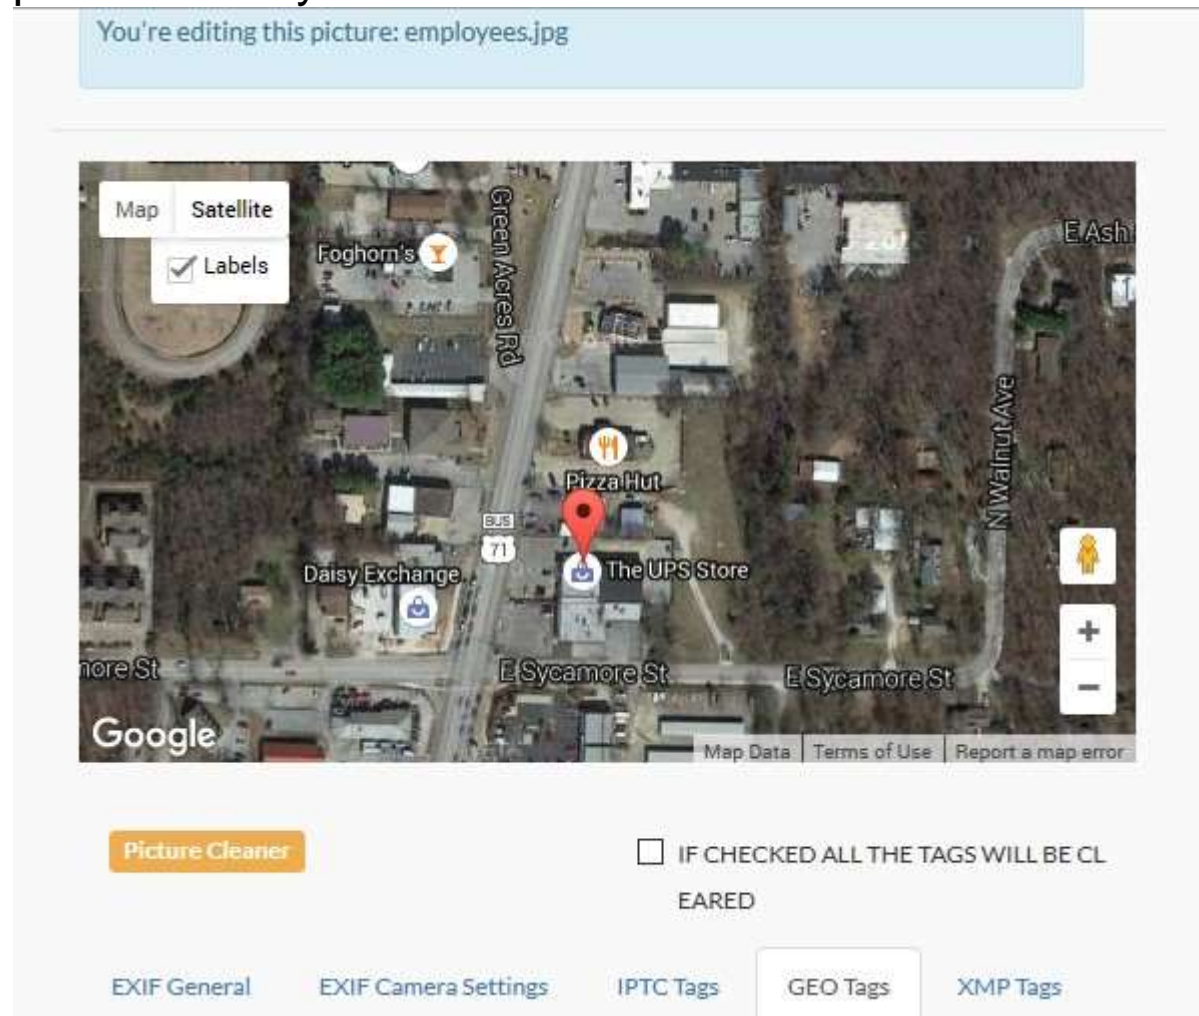 You're editing this picture: employees.jpg
Map Satellite
Labels
Foghorn's
Green Acres Rd
E Ash
N Walnut Ave
Pizza Hut
BUS
71
The UPS Store
Daisy Exchange
more St
E Sycamore St
E Sycamore St
Google
Map Data Terms of Use Report a map error
Picture Cleaner
IF CHECKED ALL THE TAGS WILL BE CL
EARED
EXIF General EXIF Camera Settings IPTC Tags GEO Tags XMP Tags